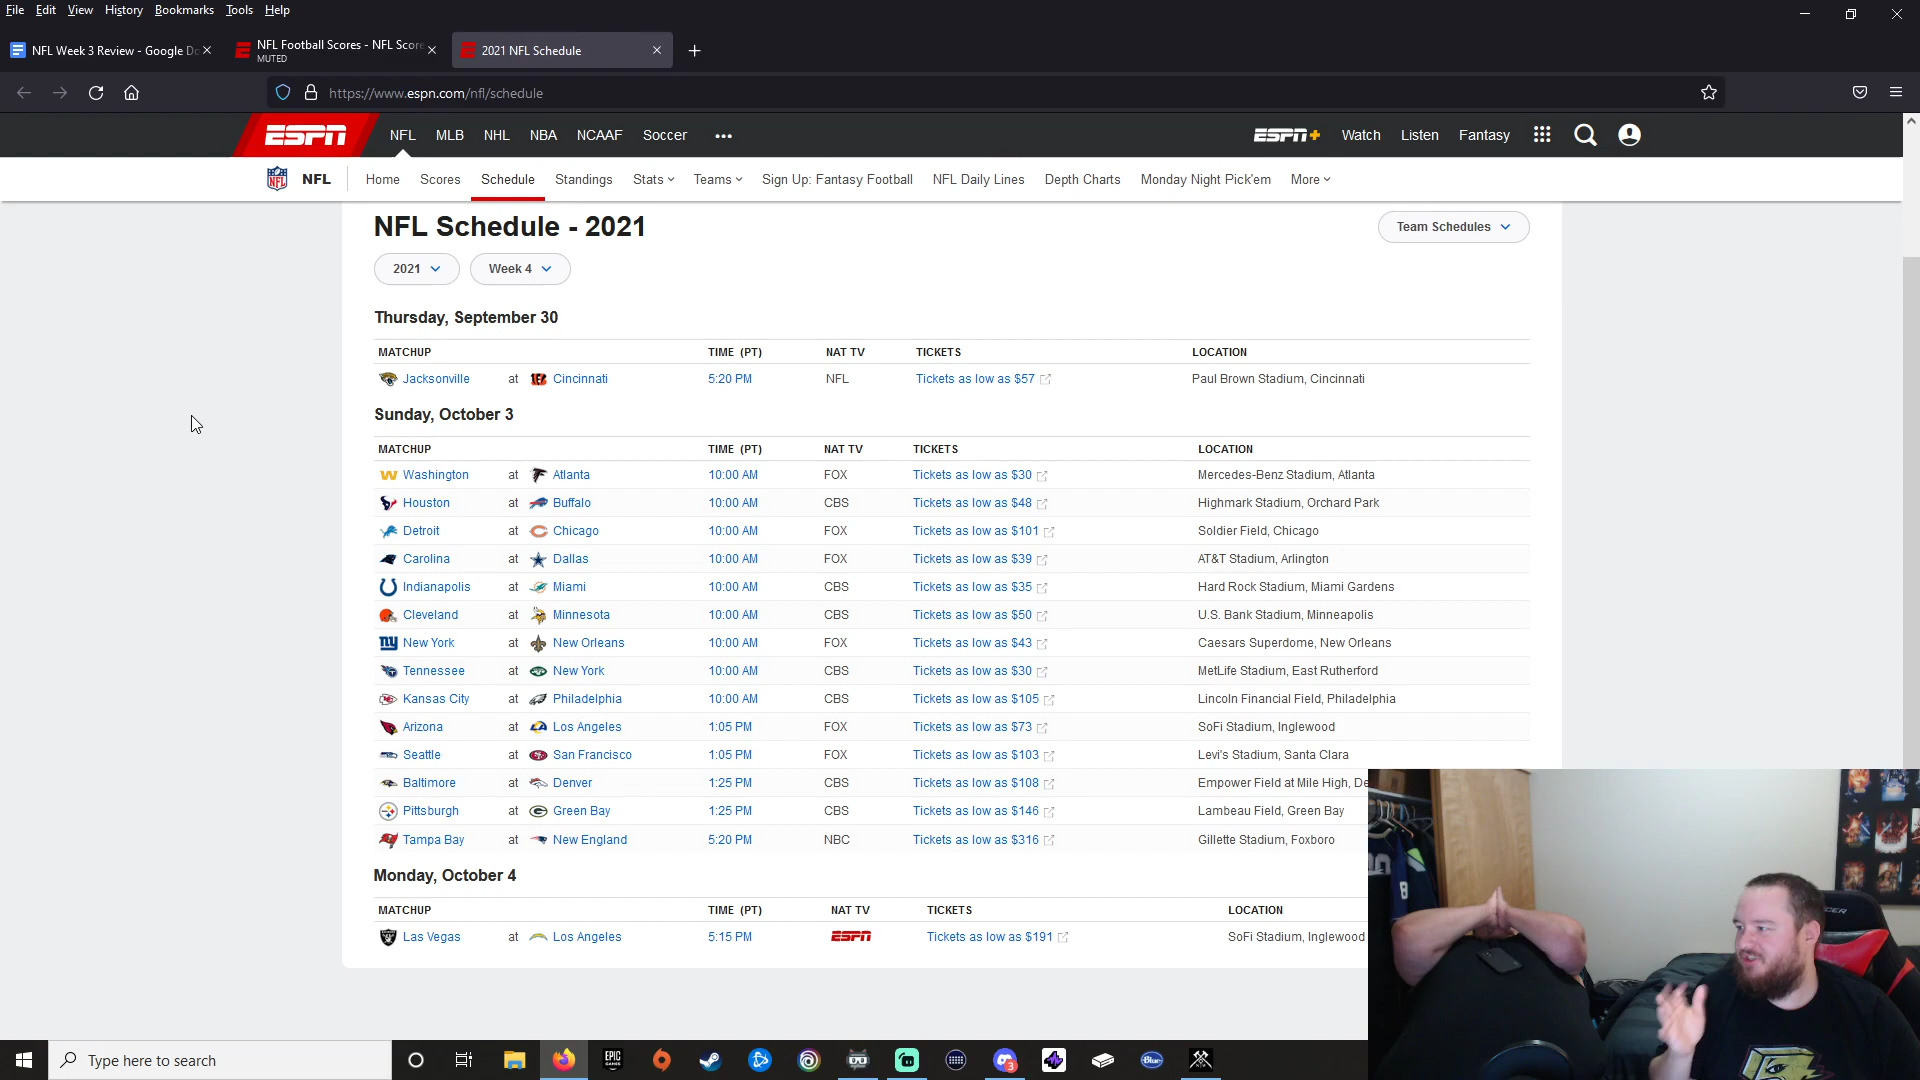 File Edit View History Bookmarks Tools Help
NFL Week 3 Review - Google Do
NFL Football Scores - NFL Score
MUTED
2021 NFL Schedule
https://www.espn.com/nfl/schedule
ESPN NFL MLB NHL NBA NCAAF Soccer ••• ESPN+ Watch Listen Fantasy
NFL NFL Home Scores Schedule Standings Stats Teams Sign Up: Fantasy Football NFL Daily Lines Depth Charts Monday Night Pick'em More
NFL Schedule - 2021 Team Schedules
2021 Week 4
Thursday, September 30
MATCHUP TIME (PT) NAT TV TICKETS LOCATION
Jacksonville at Cincinnati 5:20 PM NFL Tickets as low as $57 Paul Brown Stadium, Cincinnati
Sunday, October 3
MATCHUP TIME (PT) NAT TV TICKETS LOCATION
W Washington at Atlanta 10:00 AM FOX Tickets as low as $30 Mercedes-Benz Stadium, Atlanta
Houston at Buffalo 10:00 AM CBS Tickets as low as $48 Highmark Stadium, Orchard Park
Detroit at Chicago 10:00 AM FOX Tickets as low as $101 Soldier Field, Chicago
Carolina at Dallas 10:00 AM FOX Tickets as low as $39 AT&T Stadium, Arlington
Indianapolis at Miami 10:00 AM CBS Tickets as low as $35 Hard Rock Stadium, Miami Gardens
Cleveland at Minnesota 10:00 AM CBS Tickets as low as $50 U.S. Bank Stadium, Minneapolis
ny New York at New Orleans 10:00 AM FOX Tickets as low as $43 Caesars Superdome, New Orleans
Tennessee at New York 10:00 AM CBS Tickets as low as $30 MetLife Stadium, East Rutherford
Kansas City at Philadelphia 10:00 AM CBS Tickets as low as $105 Lincoln Financial Field, Philadelphia
Arizona at Los Angeles 1:05 PM FOX Tickets as low as $73 SoFi Stadium, Inglewood
Seattle at San Francisco 1:05 PM FOX Tickets as low as $103 Levi's Stadium, Santa Clara
Baltimore at Denver 1:25 PM CBS Tickets as low as $108 Empower Field at Mile High, De
Pittsburgh at Green Bay 1:25 PM CBS Tickets as low as $146 Lambeau Field, Green Bay
Tampa Bay at New England 5:20 PM NBC Tickets as low as $316 Gillette Stadium, Foxboro
Monday, October 4
MATCHUP TIME (PT) NAT TV TICKETS LOCATION
Las Vegas at Los Angeles 5:15 PM ESPN Tickets as low as $191 SoFi Stadium, Inglewood
Type here to search
EPIC GAMES
3
Blue
8